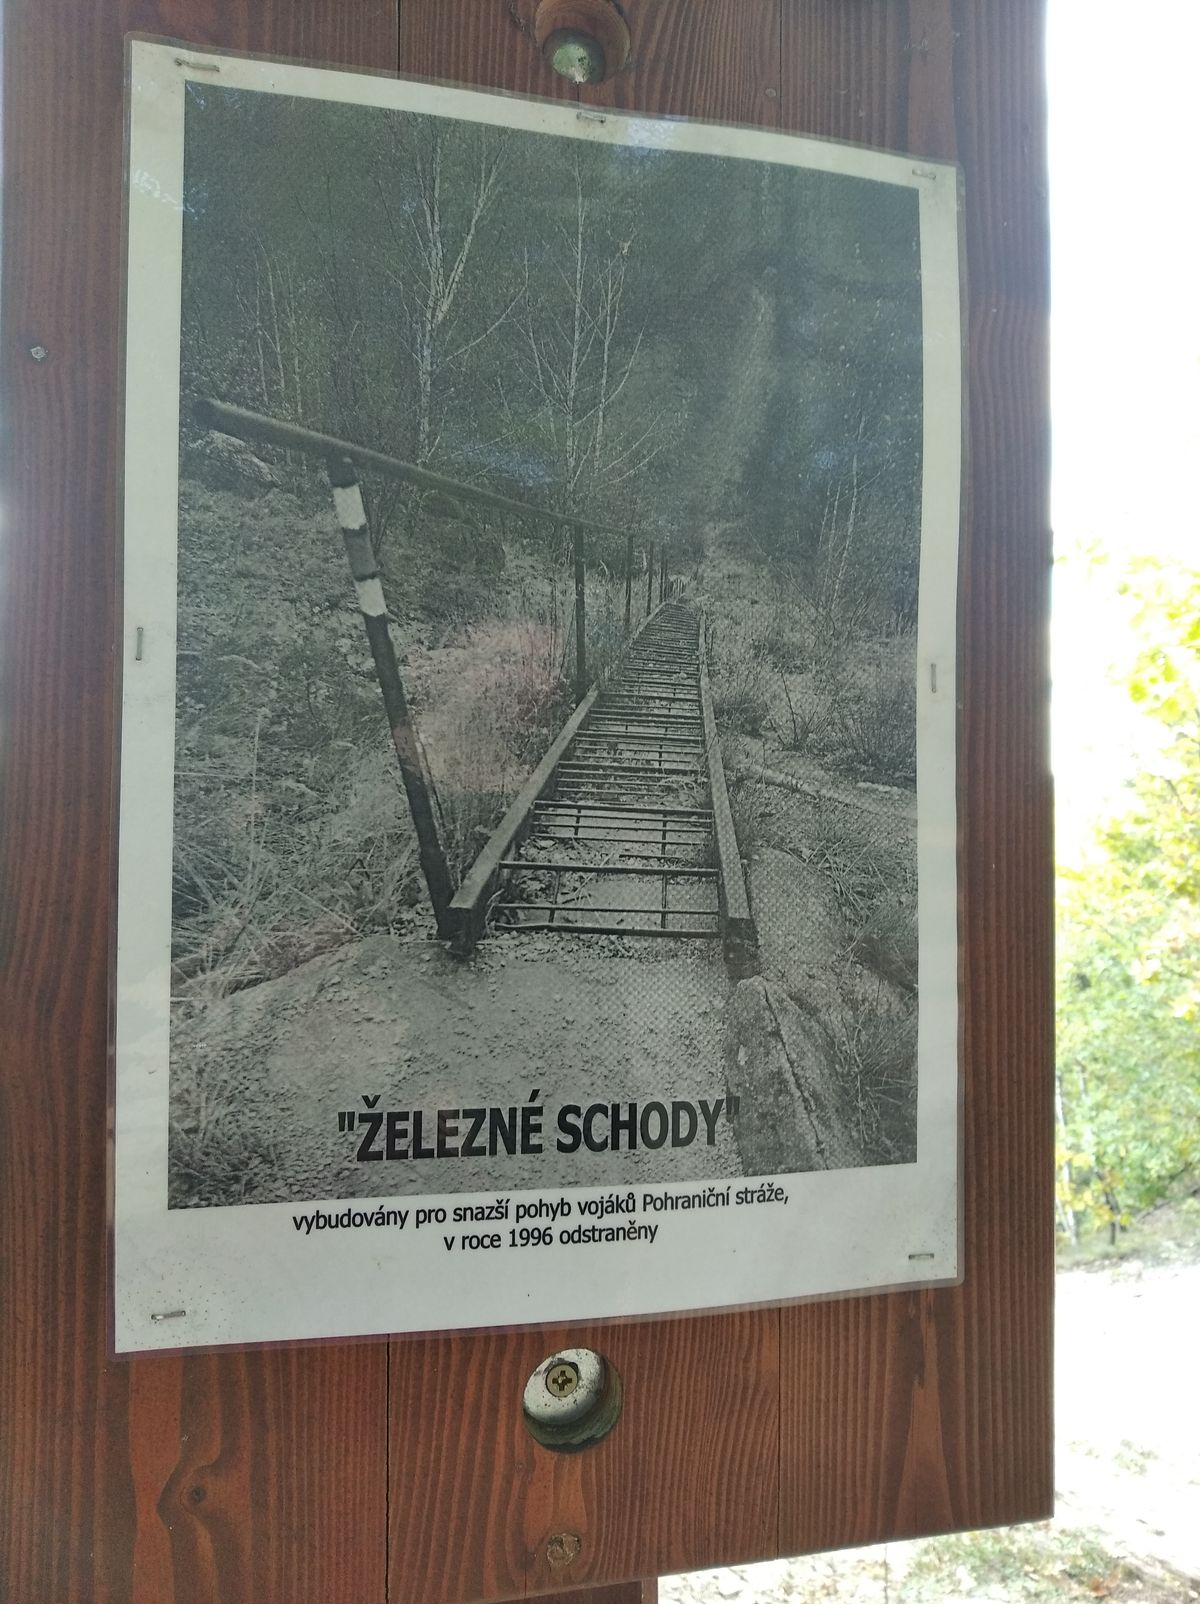 "ŽELEZNÉ SCHODY"
vybudovány pro snazší pohyb vojáků Pohraniční stráže,
v roce 1996 odstraněny